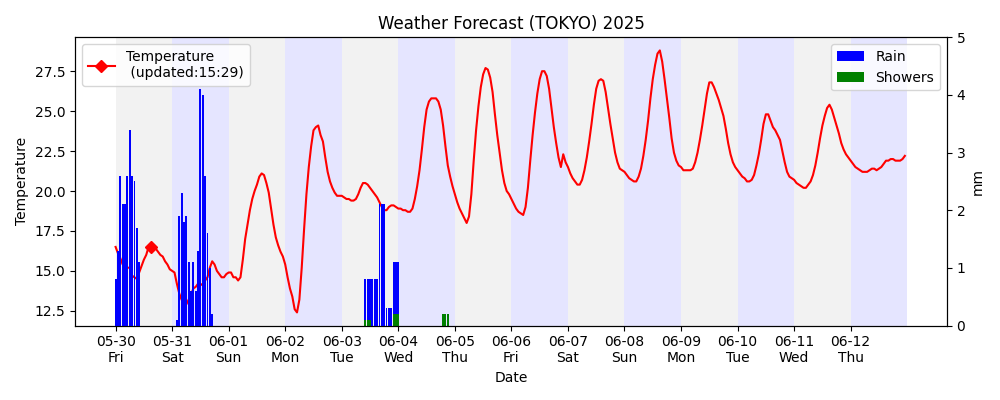 Weather Forecast (TOKYO) 2025
Temperature
(updated:15:29)
Rain
Showers
Temperature
27.5
25.0
22.5
20.0
17.5
15.0
12.5
5
4
3
2
1
0
mm
05-30 05-31 06-01 06-02 06-03 06-04 06-05 06-06 06-07 06-08 06-09 06-10 06-11 06-12
Fri Sat Sun Mon Tue Wed Thu Fri Sat Sun Mon Tue Wed Thu
Date